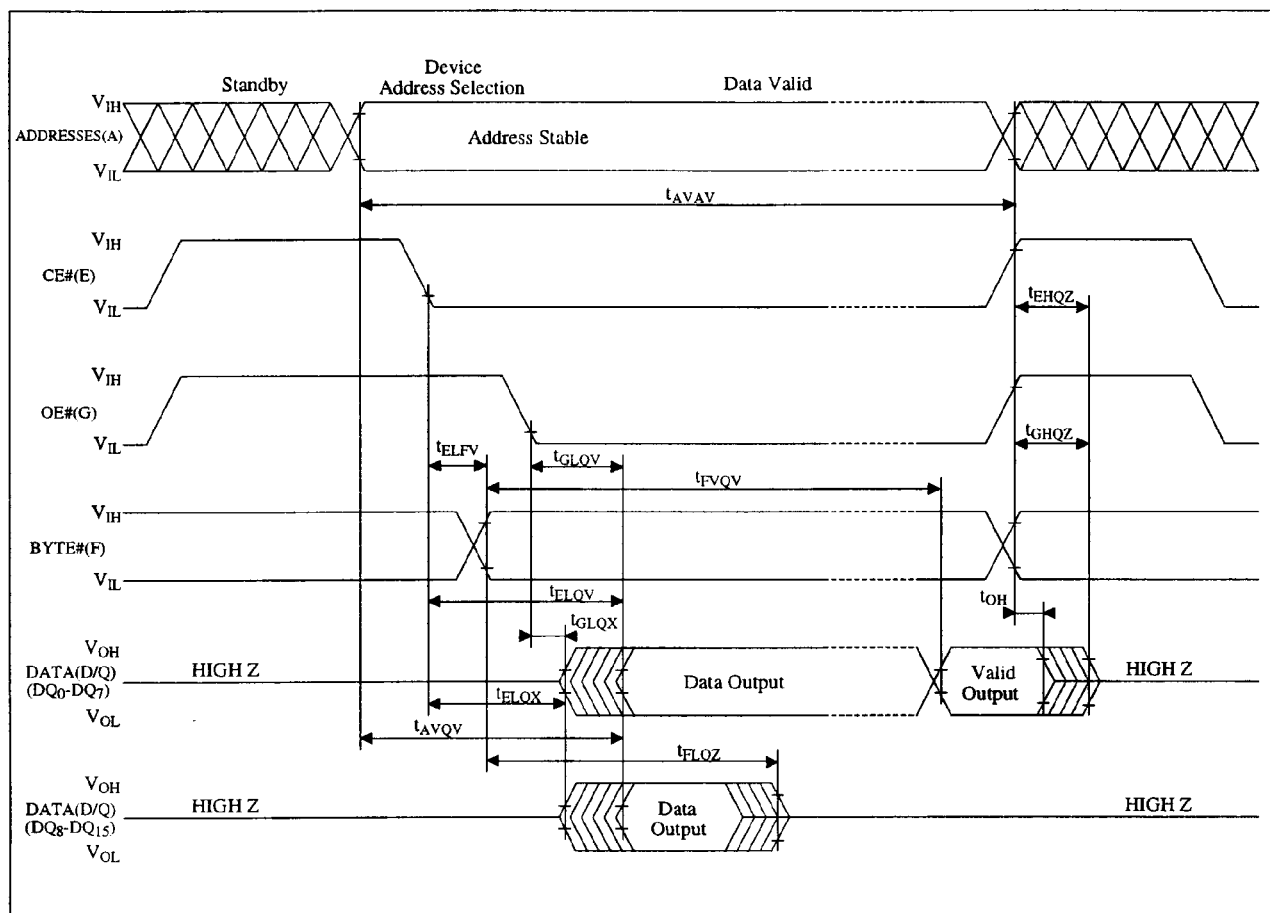 Standby
Device
Address Selection
Data Valid
VIH
ADDRESSES(A)
Address Stable
VIL
tAVAV
VIH
CE#(E)
VIL
tEHQZ
VIH
OE#(G)
VIL
tGHQZ
tELFV
tGLQV
tFVQV
VIH
BYTE#(F)
VIL
tELQV
tOH
tGLQX
VOH
DATA(D/Q)
(DQ0-DQ7)
HIGH Z
Data Output
Valid
Output
HIGH Z
tELQX
VOL
tAVQV
tFLQZ
VOH
DATA(D/Q)
(DQ8-DQ15)
HIGH Z
Data
Output
HIGH Z
VOL